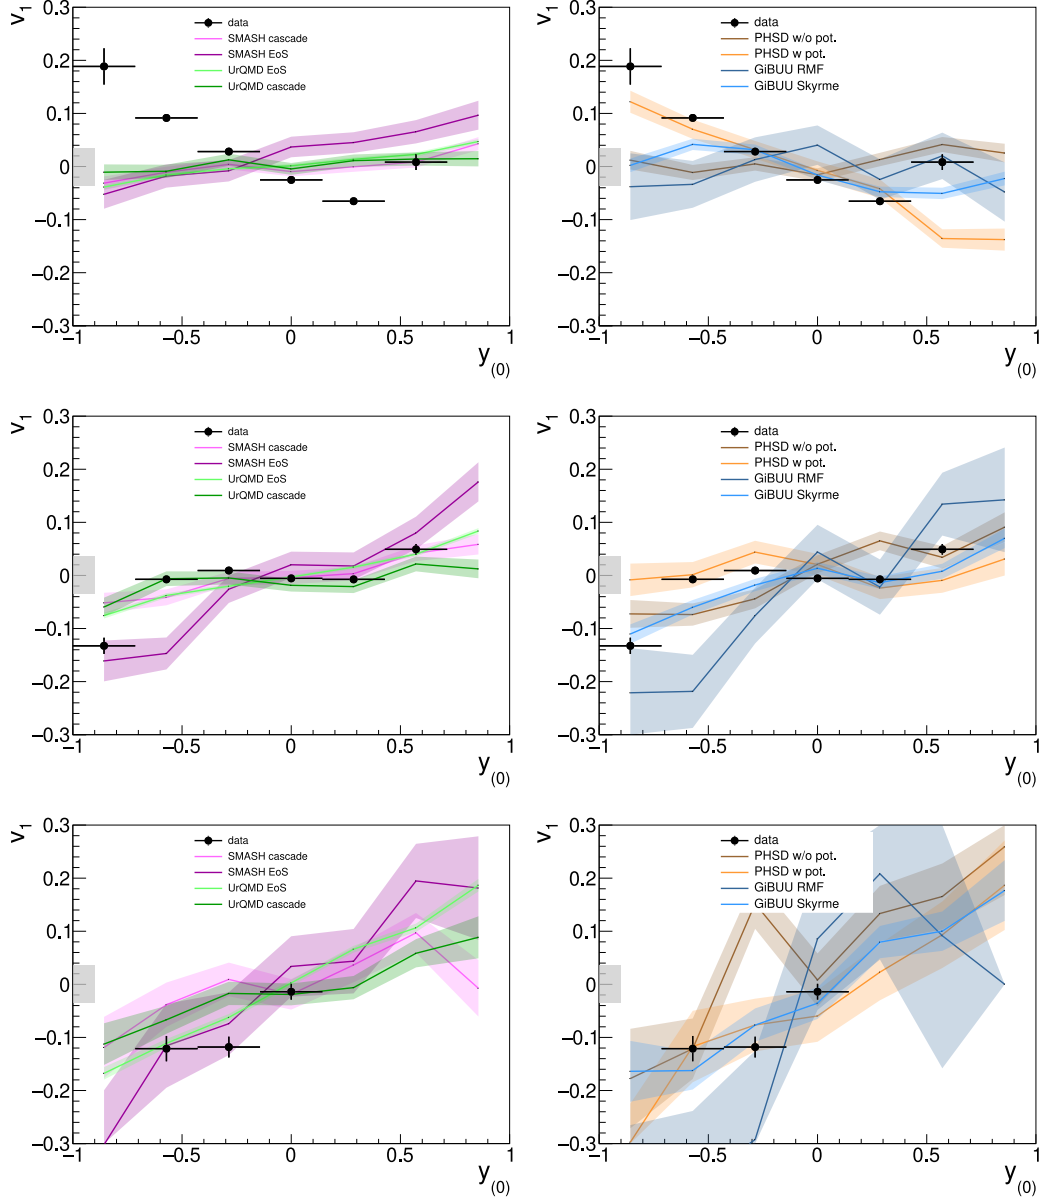 v1
0.3
0.2
0.1
0
−0.1
−0.2
−0.3
data
SMASH cascade
SMASH EoS
UrQMD EoS
UrQMD cascade
−1
−0.5
0
0.5
1
y(0)
v1
0.3
0.2
0.1
0
−0.1
−0.2
−0.3
data
PHSD w/o pot.
PHSD w pot.
GiBUU RMF
GiBUU Skyrme
−1
−0.5
0
0.5
1
y(0)
v1
0.3
0.2
0.1
0
−0.1
−0.2
−0.3
data
SMASH cascade
SMASH EoS
UrQMD EoS
UrQMD cascade
−1
−0.5
0
0.5
1
y(0)
v1
0.3
0.2
0.1
0
−0.1
−0.2
−0.3
data
PHSD w/o pot.
PHSD w pot.
GiBUU RMF
GiBUU Skyrme
−1
−0.5
0
0.5
1
y(0)
v1
0.3
0.2
0.1
0
−0.1
−0.2
−0.3
data
SMASH cascade
SMASH EoS
UrQMD EoS
UrQMD cascade
−1
−0.5
0
0.5
1
y(0)
v1
0.3
0.2
0.1
0
−0.1
−0.2
−0.3
data
PHSD w/o pot.
PHSD w pot.
GiBUU RMF
GiBUU Skyrme
−1
−0.5
0
0.5
1
y(0)